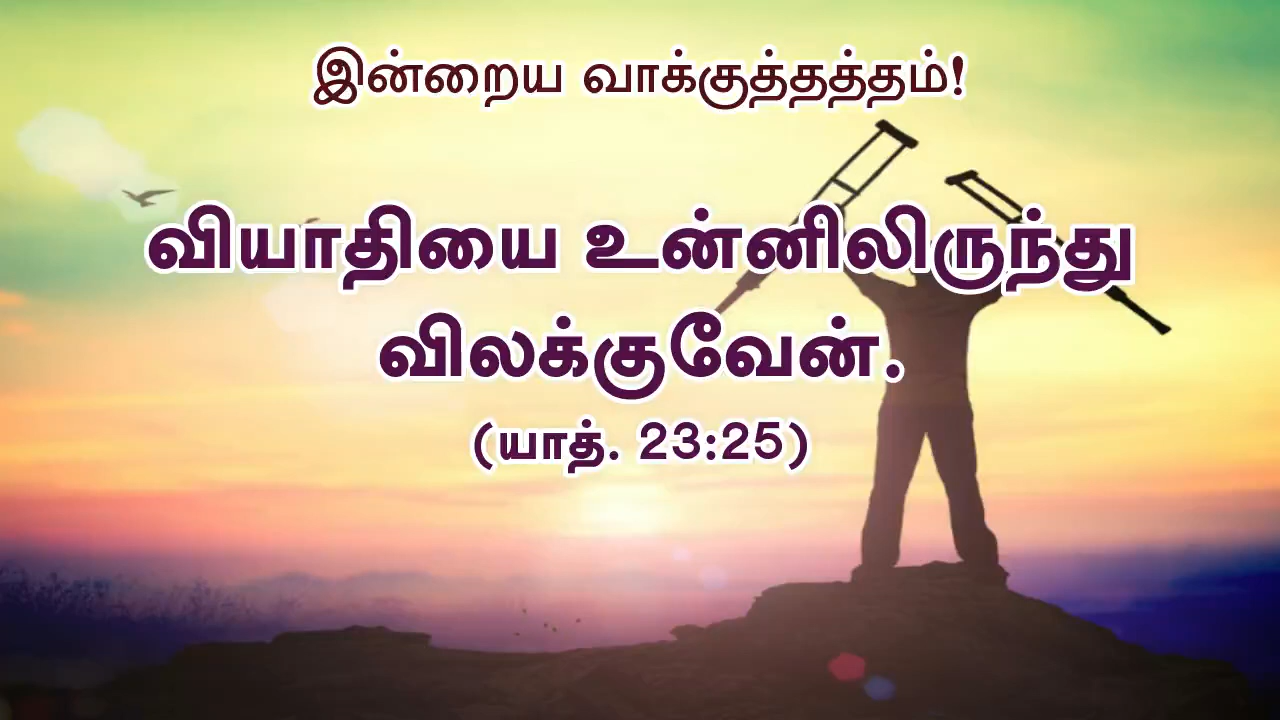 இன்றைய வாக்குத்தத்தம்!
வியாதியை உன்னிலிருந்து
விலக்குவேன்.
(யாத். 23:25)